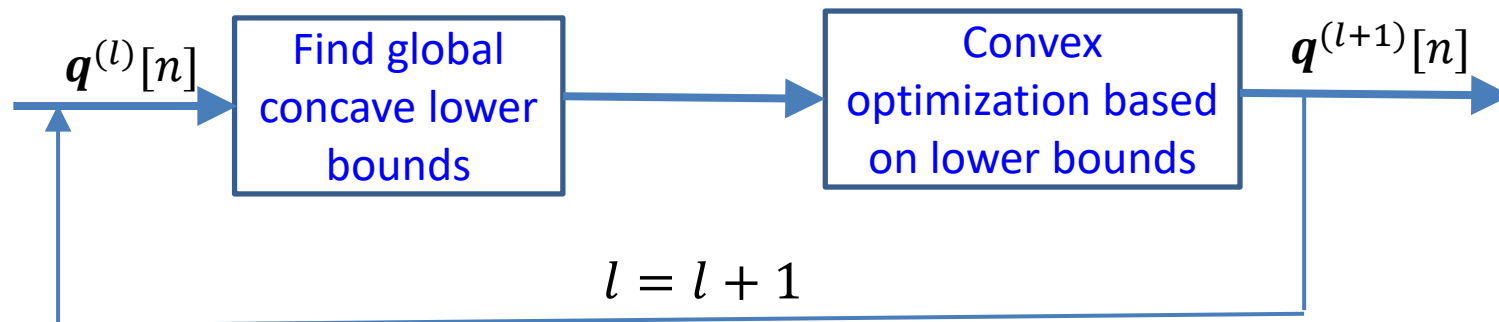 𝒒^(𝑙)[𝑛]
Find global
concave lower
bounds
Convex
optimization based
on lower bounds
𝒒^(𝑙+1)[𝑛]
𝑙 = 𝑙 + 1